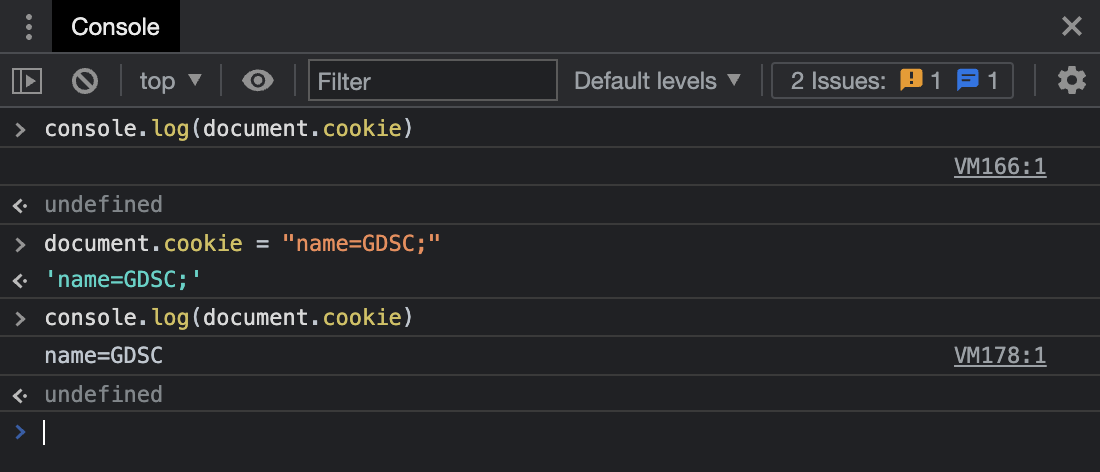 Console
top Filter Default levels 2 Issues: 1 1
console.log(document.cookie)
VM166:1
undefined
document.cookie = "name=GDSC;"
'name=GDSC;'
console.log(document.cookie)
name=GDSC VM178:1
undefined